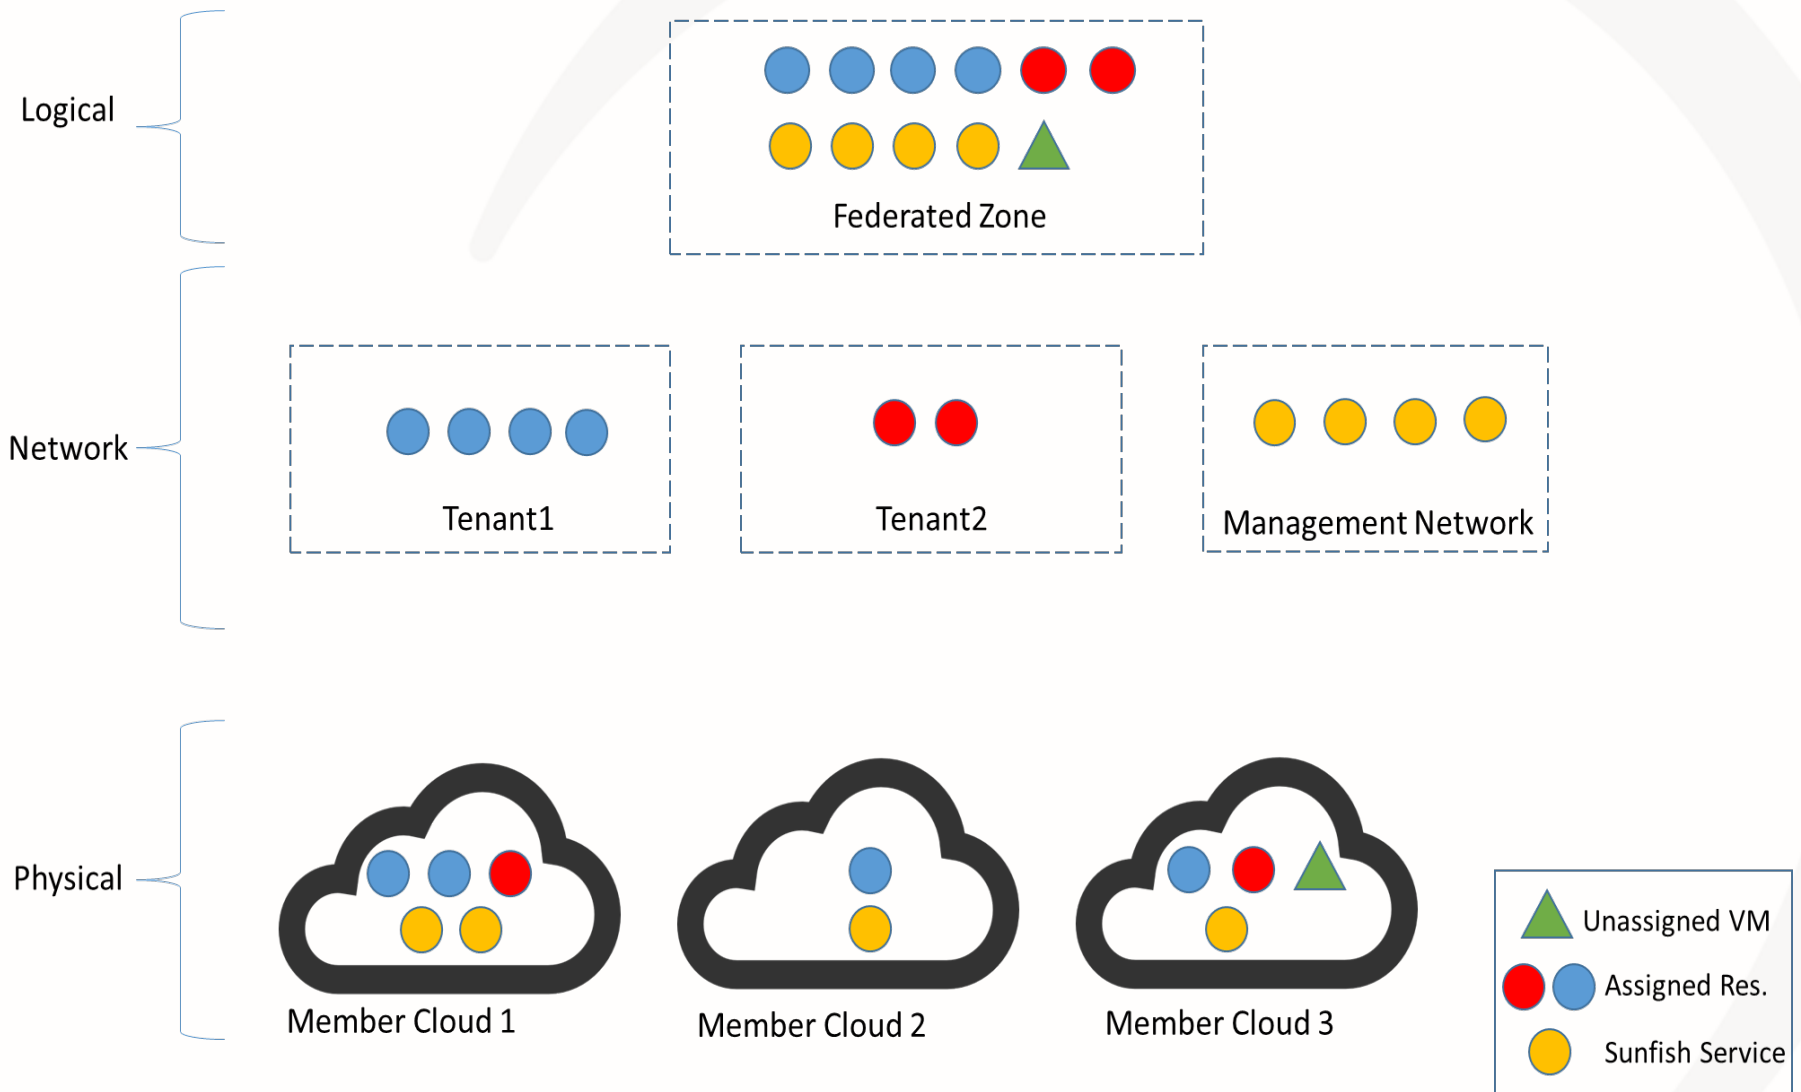 Logical
Federated Zone
Network
Tenant1
Tenant2
Management Network
Physical
Member Cloud 1
Member Cloud 2
Member Cloud 3
Unassigned VM
Assigned Res.
Sunfish Service